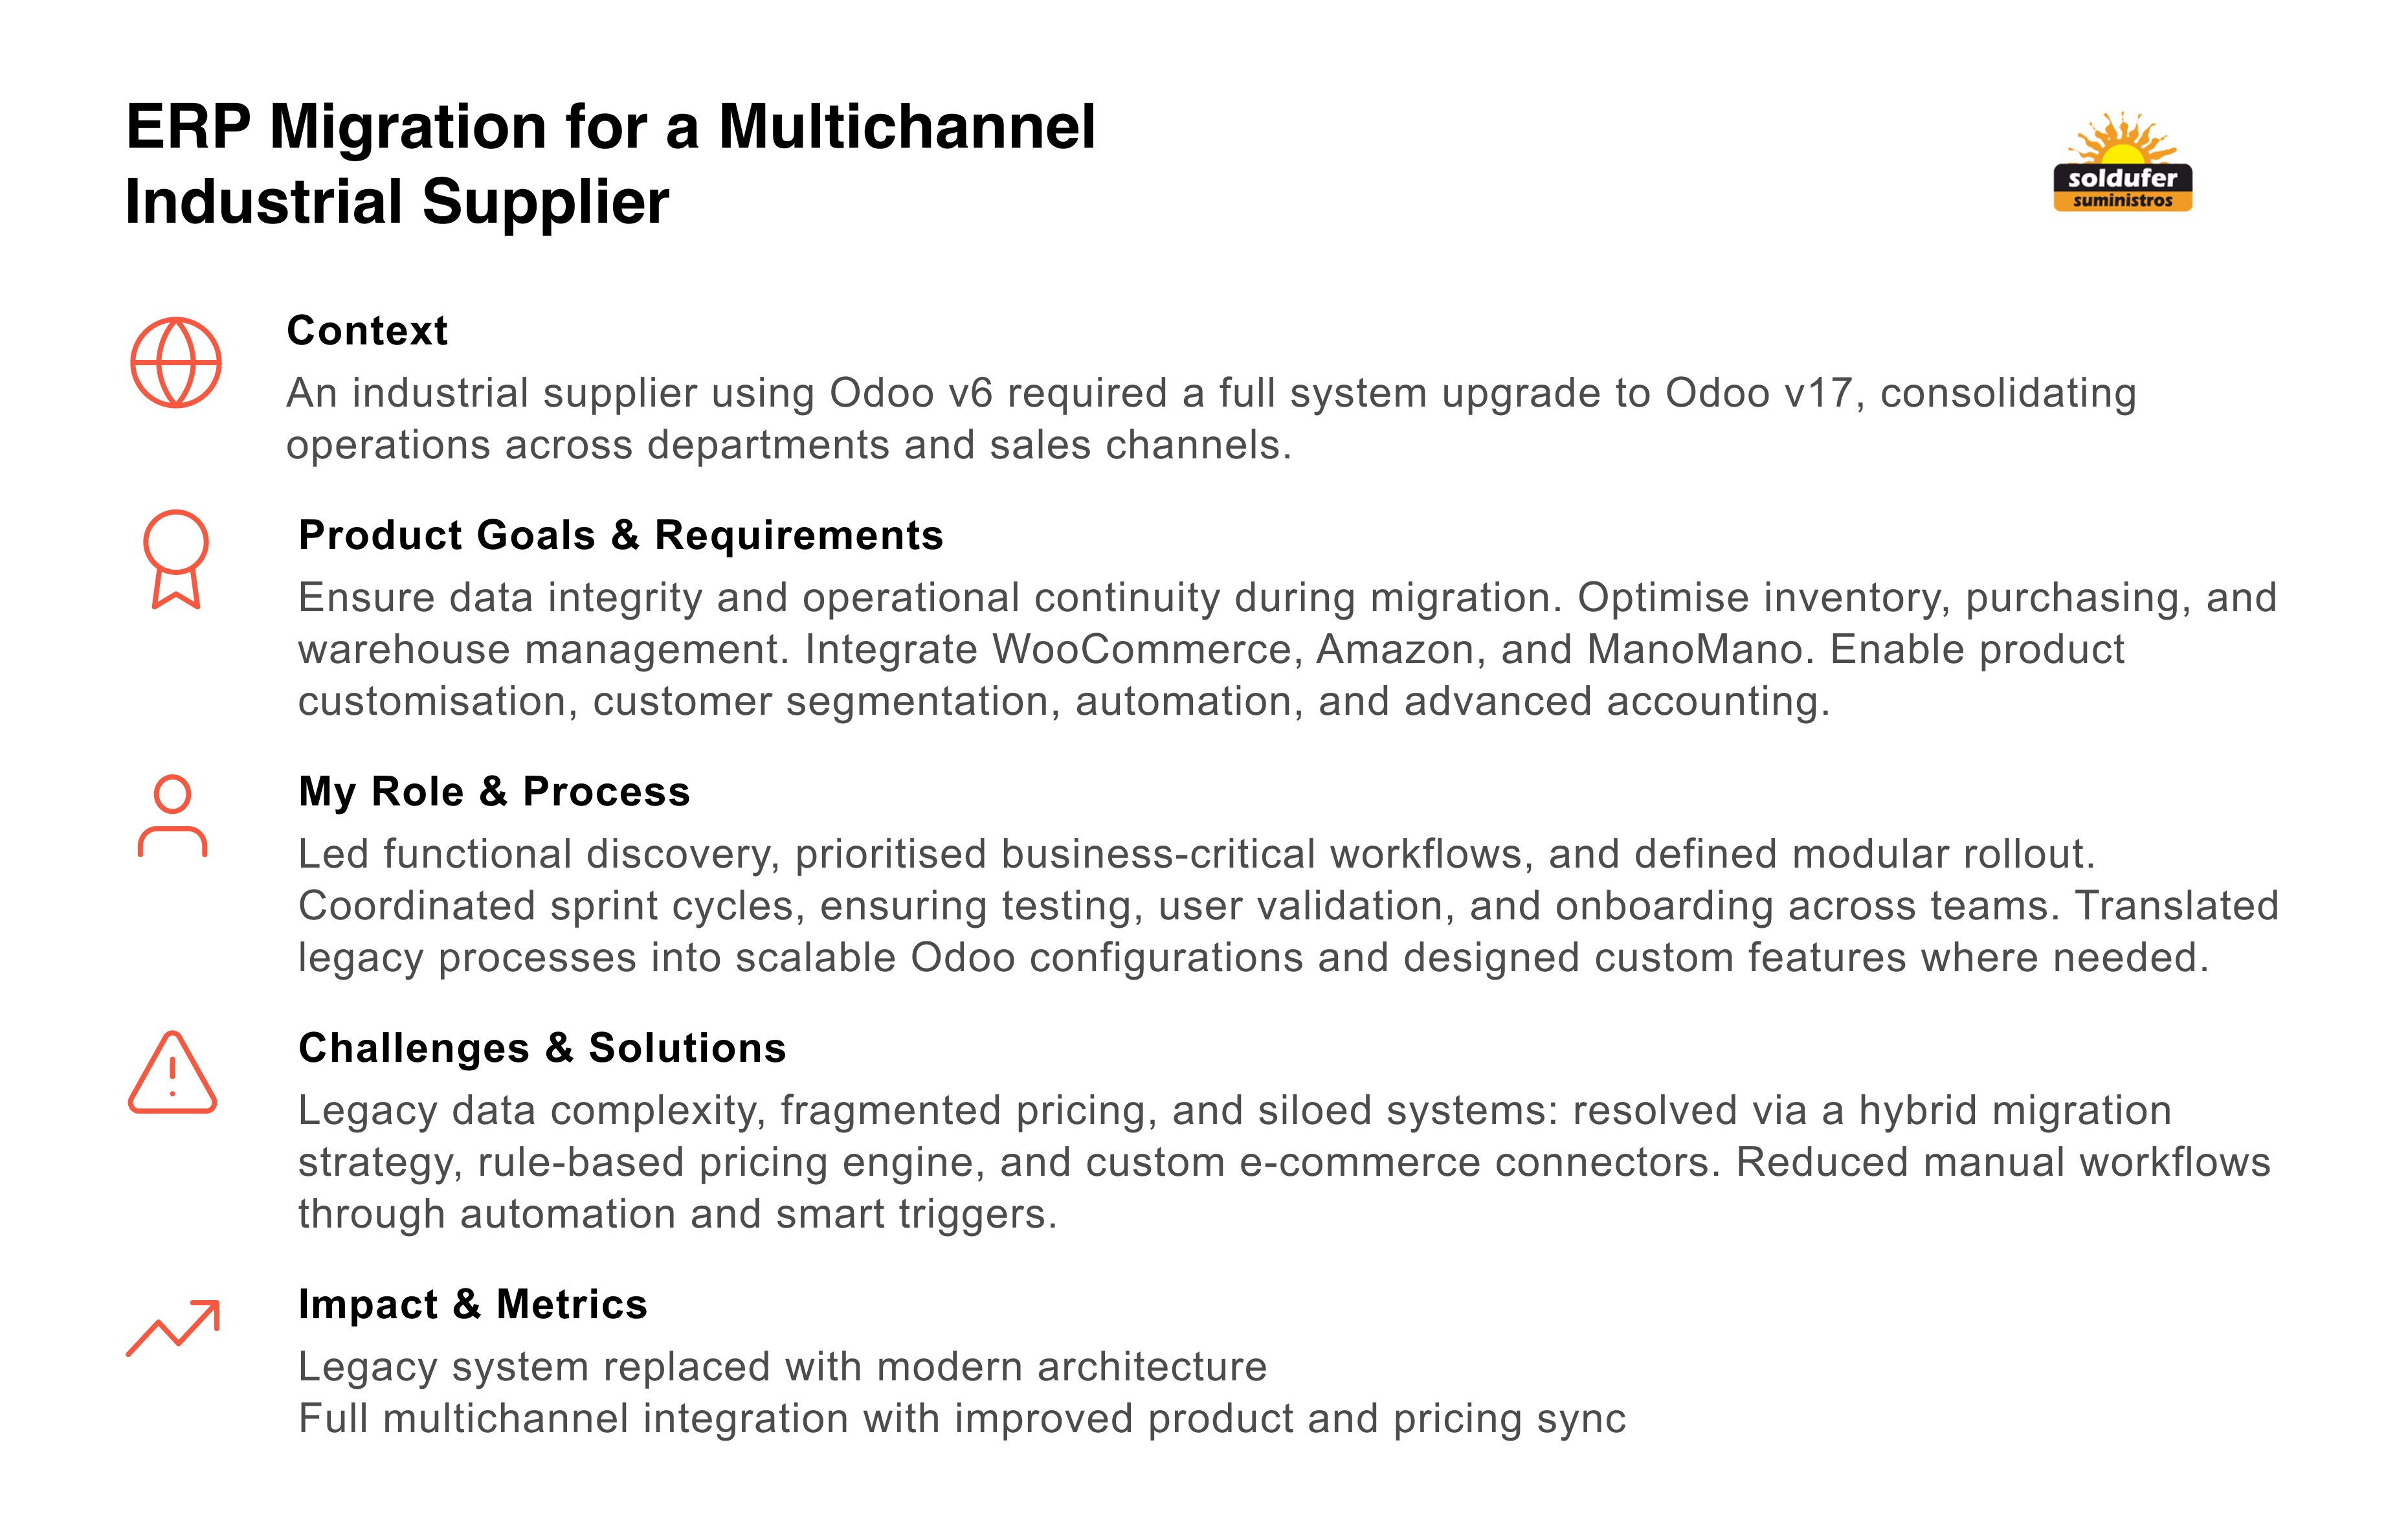 ERP Migration for a Multichannel
Industrial Supplier
soldufer
suministros
Context
An industrial supplier using Odoo v6 required a full system upgrade to Odoo v17, consolidating
operations across departments and sales channels.
Product Goals & Requirements
Ensure data integrity and operational continuity during migration. Optimise inventory, purchasing, and
warehouse management. Integrate WooCommerce, Amazon, and ManoMano. Enable product
customisation, customer segmentation, automation, and advanced accounting.
My Role & Process
Led functional discovery, prioritised business-critical workflows, and defined modular rollout.
Coordinated sprint cycles, ensuring testing, user validation, and onboarding across teams. Translated
legacy processes into scalable Odoo configurations and designed custom features where needed.
Challenges & Solutions
Legacy data complexity, fragmented pricing, and siloed systems: resolved via a hybrid migration
strategy, rule-based pricing engine, and custom e-commerce connectors. Reduced manual workflows
through automation and smart triggers.
Impact & Metrics
Legacy system replaced with modern architecture
Full multichannel integration with improved product and pricing sync